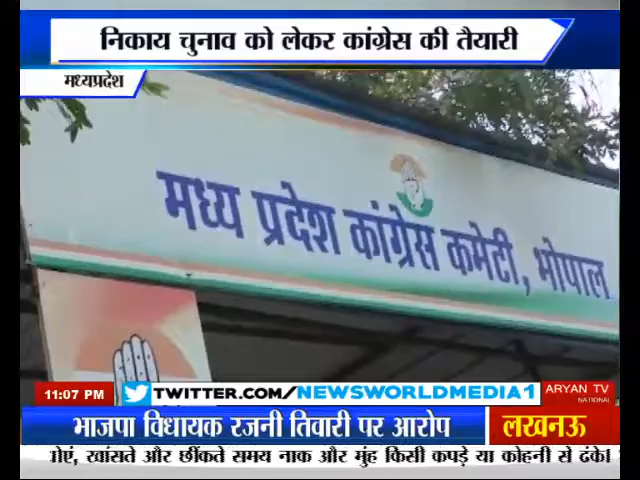 निकाय चुनाव को लेकर कांग्रेस की तैयारी
मध्यप्रदेश
मध्य प्रदेश कांग्रेस कमेटी, भोपाल
11:07 PM
TWITTER.COM/NEWSWORLDMEDIA1
ARYAN TV
NATIONAL
भाजपा विधायक रजनी तिवारी पर आरोप
लखनऊ
खांसते और छींकते समय नाक और मुंह किसी कपड़े या कोहनी से ढंके